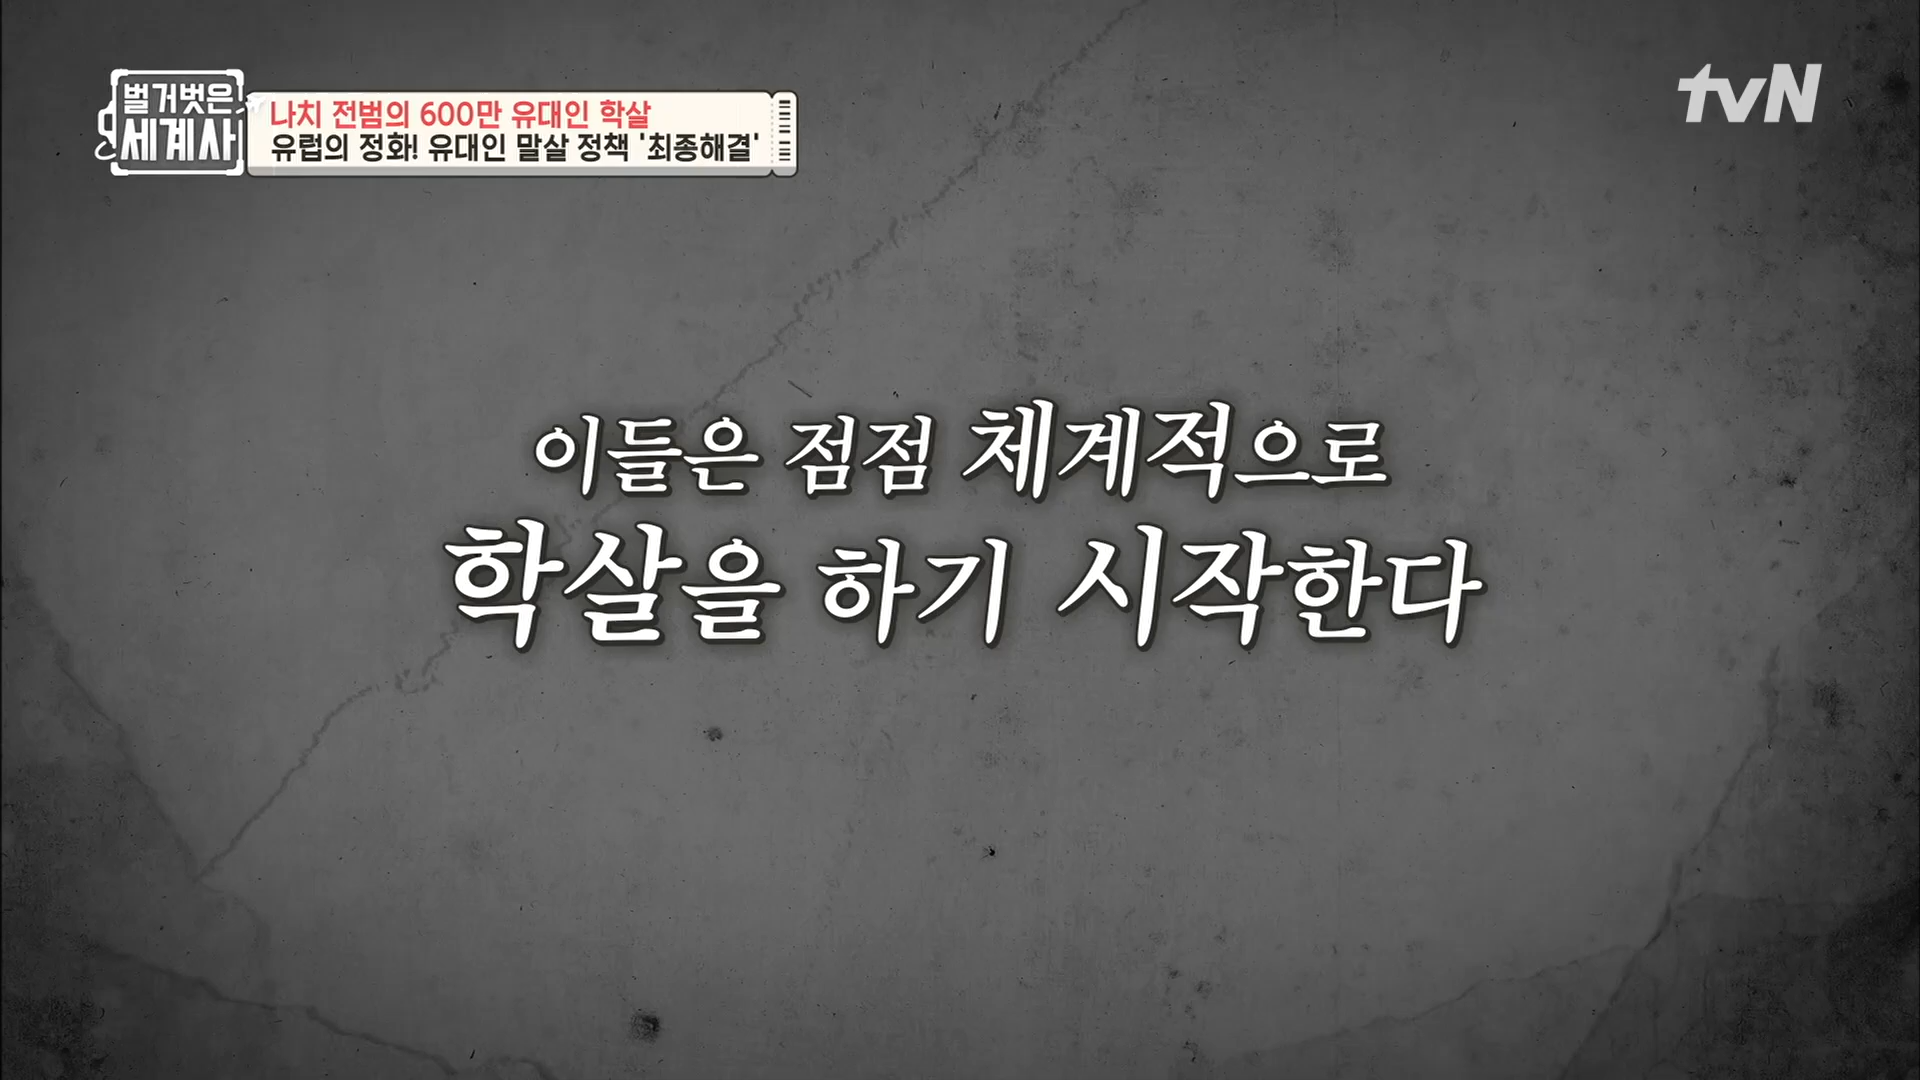 벌거벗은
세계사
나치 전범의 600만 유대인 학살
유럽의 정화! 유대인 말살 정책 '최종해결'
tvN
이들은 점점 체계적으로
학살을 하기 시작한다